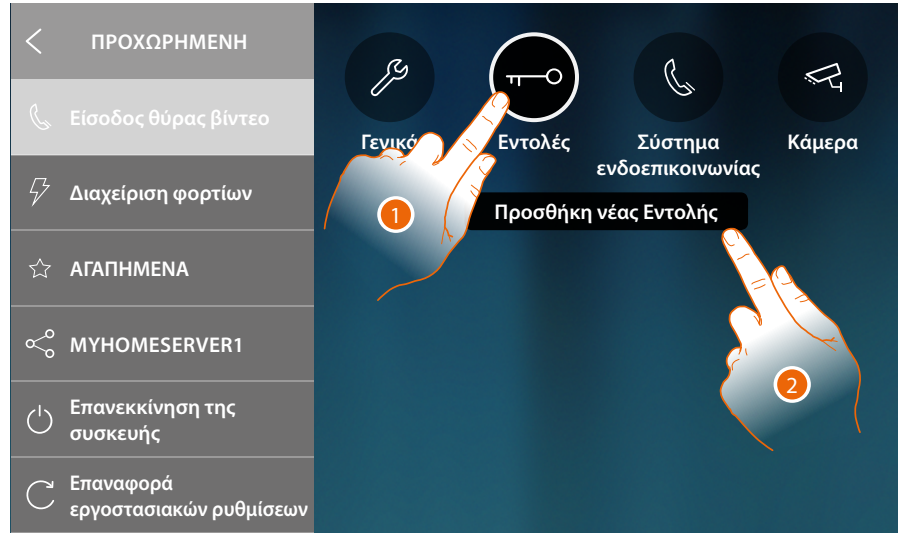 ΠΡΟΧΩΡΗΜΕΝΗ
Είσοδος θύρας βίντεο
Διαχείριση φορτίων
ΑΓΑΠΗΜΕΝΑ
MYHOMESERVER1
Επανεκκίνηση της
συσκευής
Επαναφορά
εργοστασιακών ρυθμίσεων
Γενικά
Εντολές
Σύστημα
ενδοεπικοινωνίας
Κάμερα
Προσθήκη νέας Εντολής
1
2